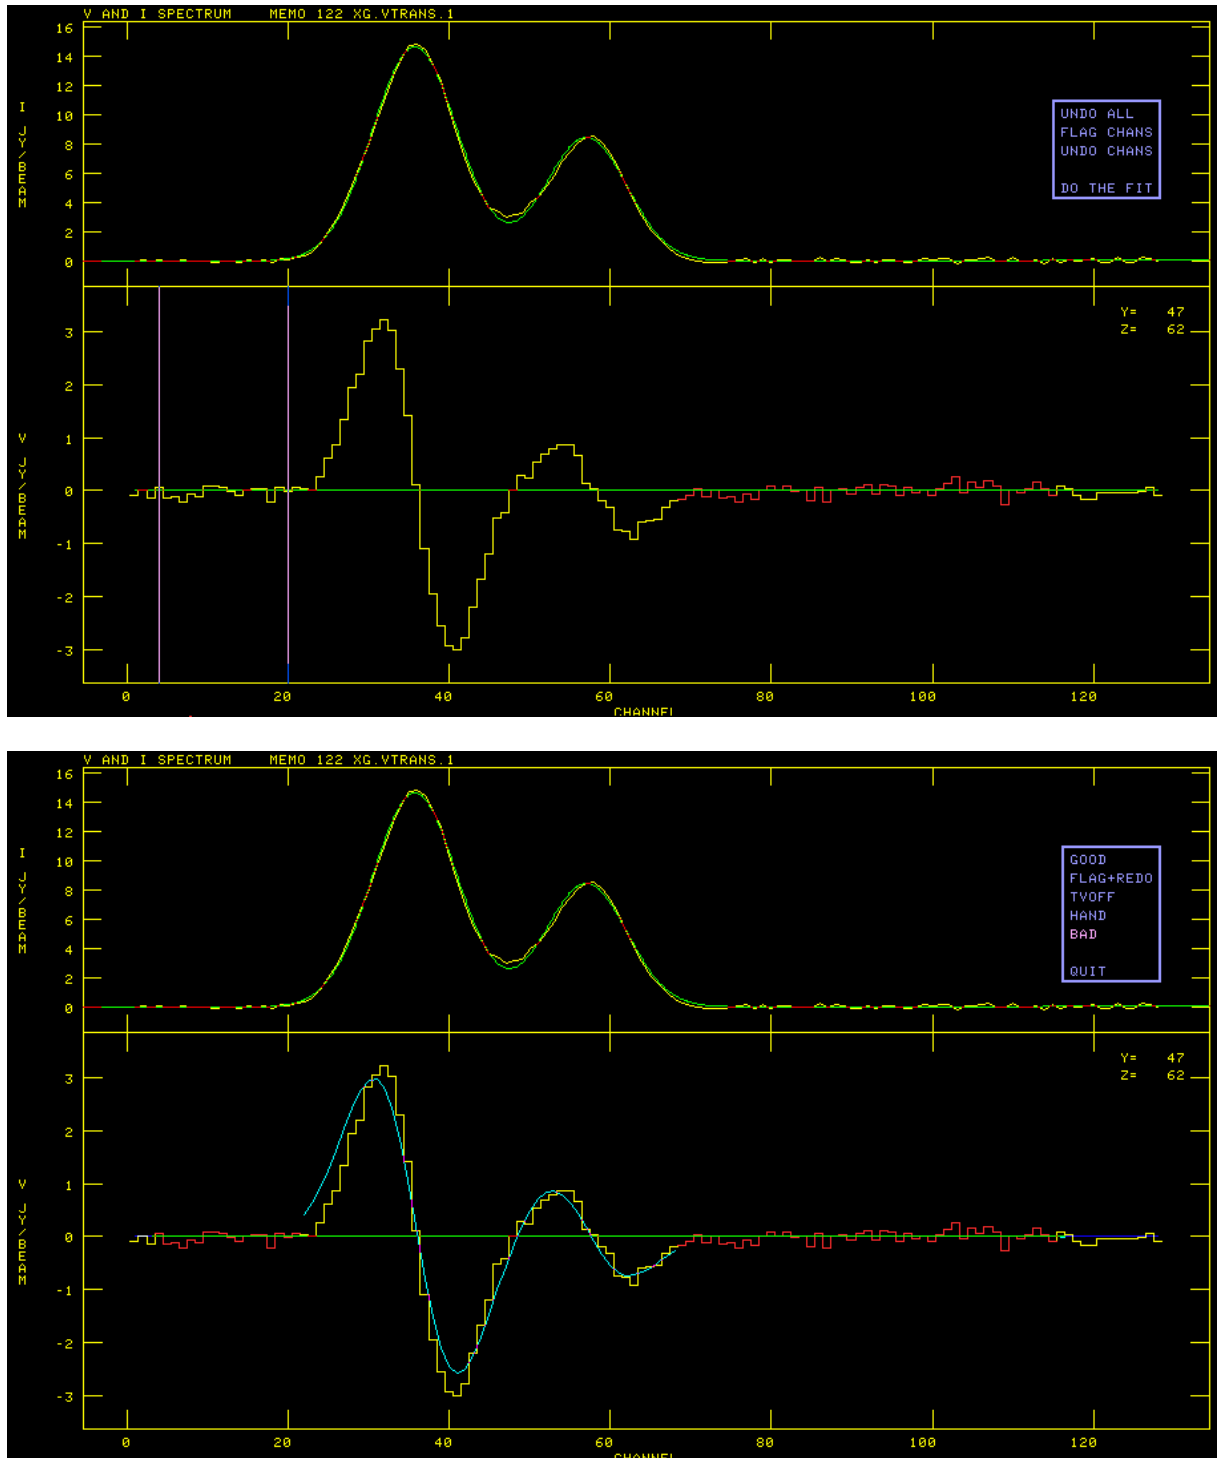 V AND I SPECTRUM MEMO 122 XG.VTRANS.1
16
14
12
10
8
6
4
2
0
I JY/BEAM
UNDO ALL
FLAG CHANS
UNDO CHANS
DO THE FIT
Y= 47
Z= 62
3
2
1
0
-1
-2
-3
V JY/BEAM
0 20 40 60 80 100 120
CHANNEL
V AND I SPECTRUM MEMO 122 XG.VTRANS.1
16
14
12
10
8
6
4
2
0
I JY/BEAM
GOOD
FLAG+REDO
TVOFF
HAND
BAD
QUIT
Y= 47
Z= 62
3
2
1
0
-1
-2
-3
V JY/BEAM
0 20 40 60 80 100 120
CHANNEL